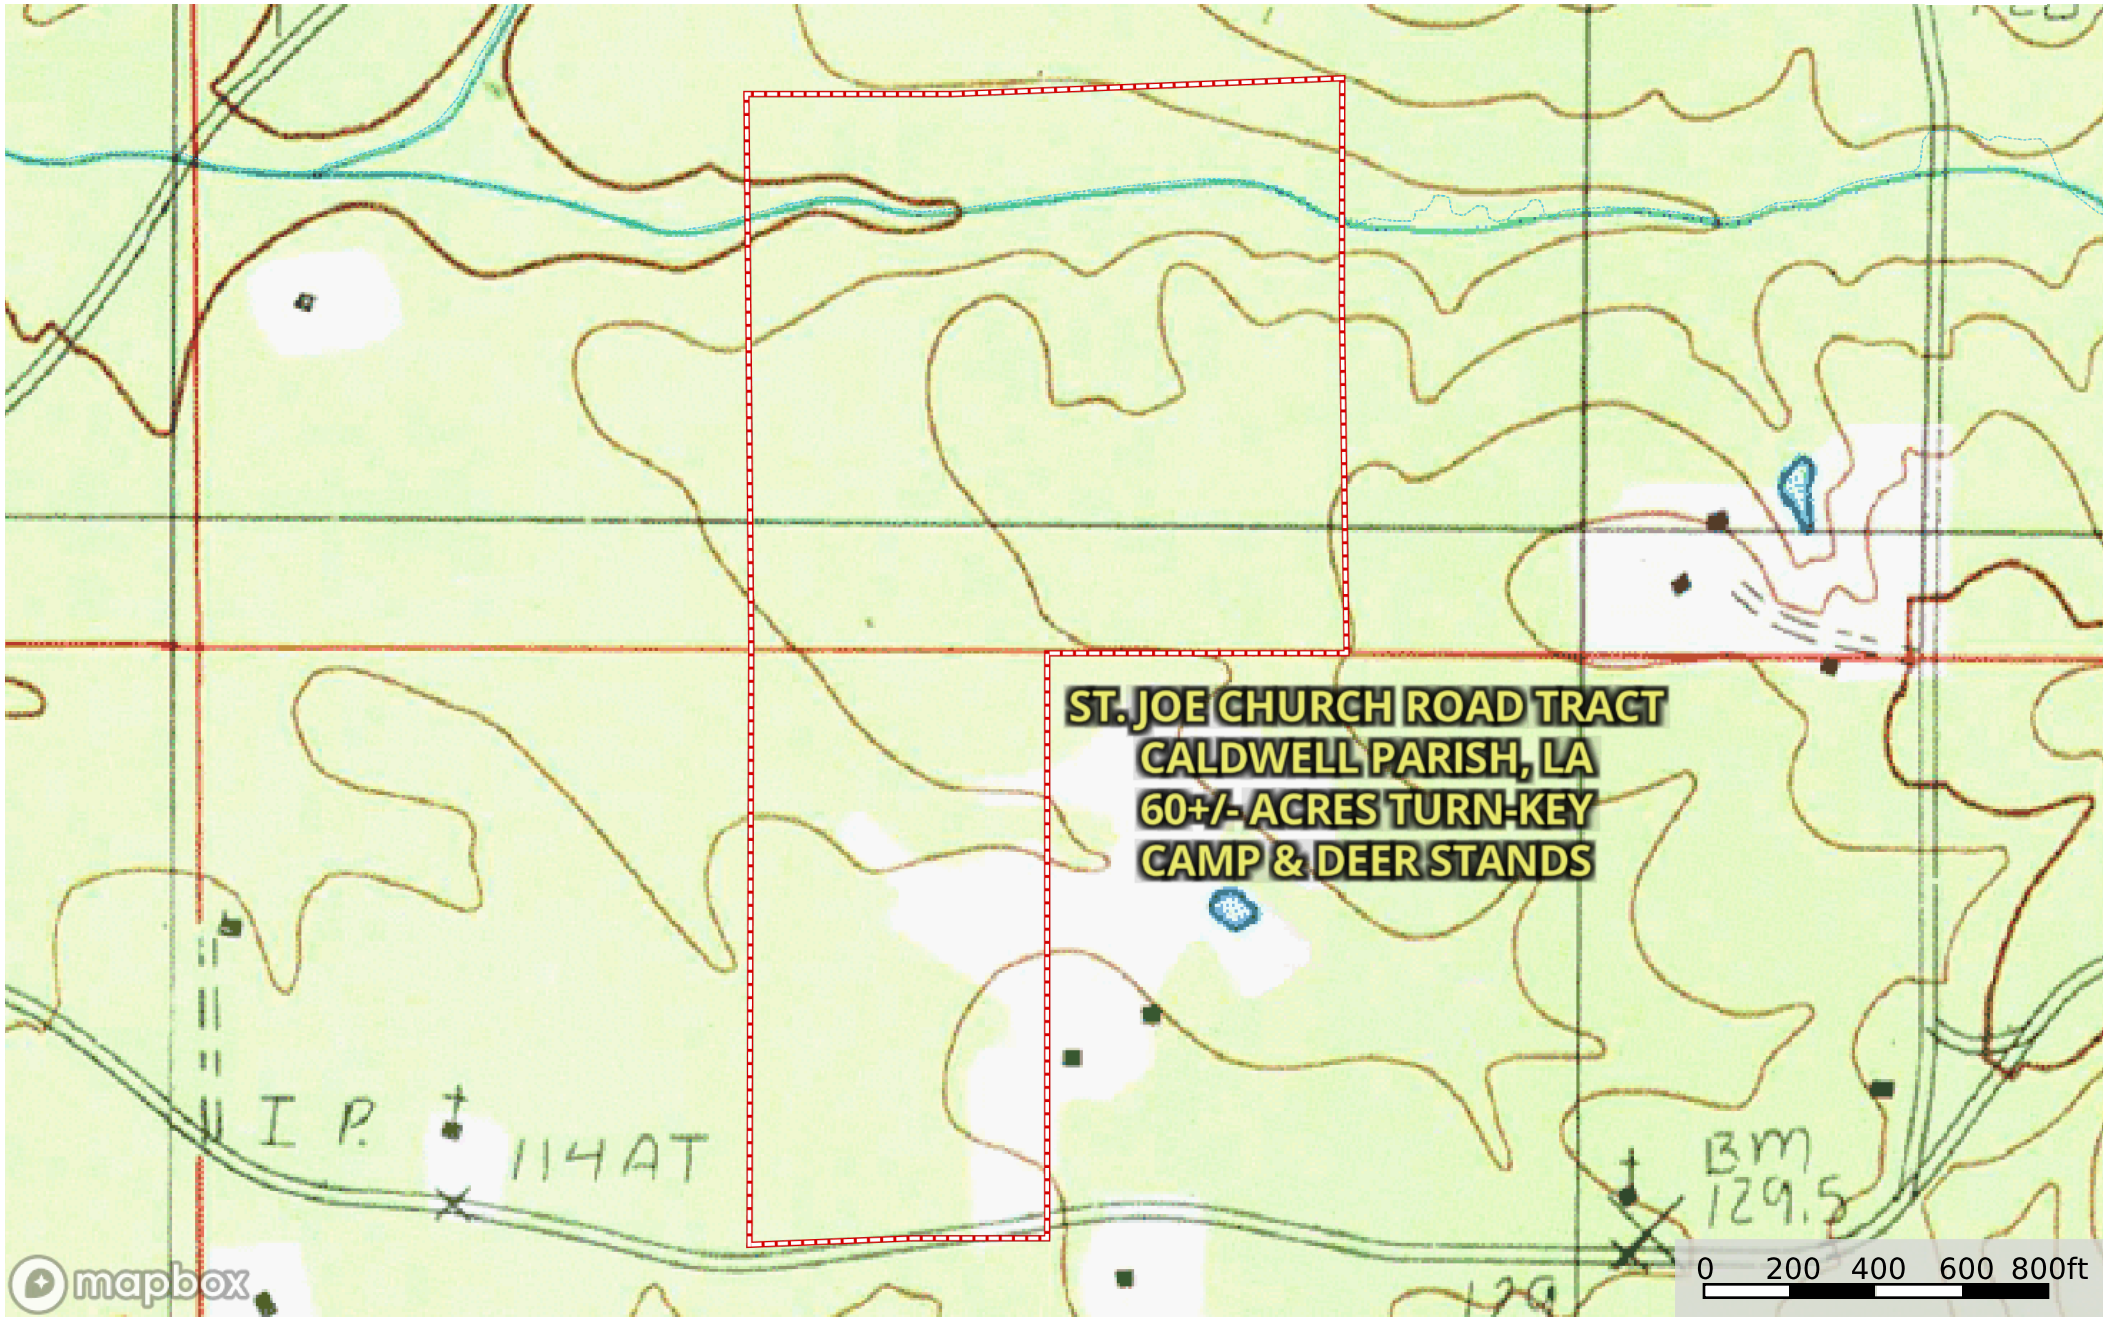 ST. JOE CHURCH ROAD TRACT
CALDWELL PARISH, LA
60+/- ACRES TURN-KEY
CAMP & DEER STANDS
I P.
114AT
BM
129.5
129
mapbox
0 200 400 600 800ft